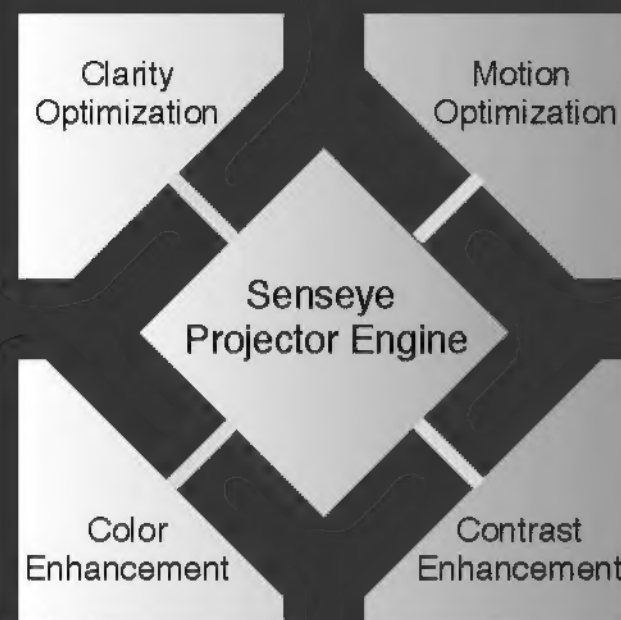 Clarity
Optimization
Motion
Optimization
Senseye
Projector Engine
Color
Enhancement
Contrast
Enhancement